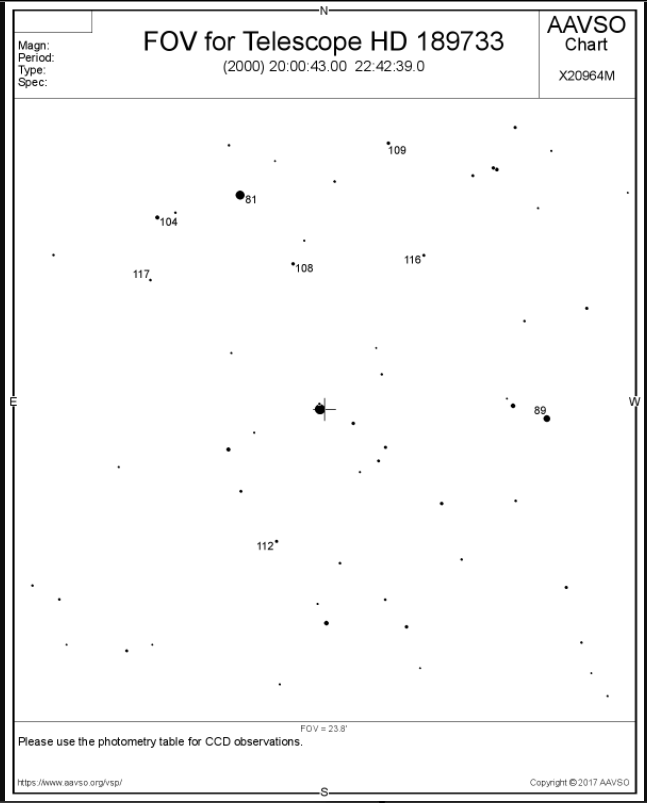 N
Magn:
Period:
Type:
Spec:
FOV for Telescope HD 189733
(2000) 20:00:43.00 22:42:39.0
AAVSO
Chart
X20964M
109
81
104
108
116
117
E
W
89
112
FOV = 23.8'
Please use the photometry table for CCD observations.
https://www.aavso.org/vsp/
Copyright © 2017 AAVSO
S